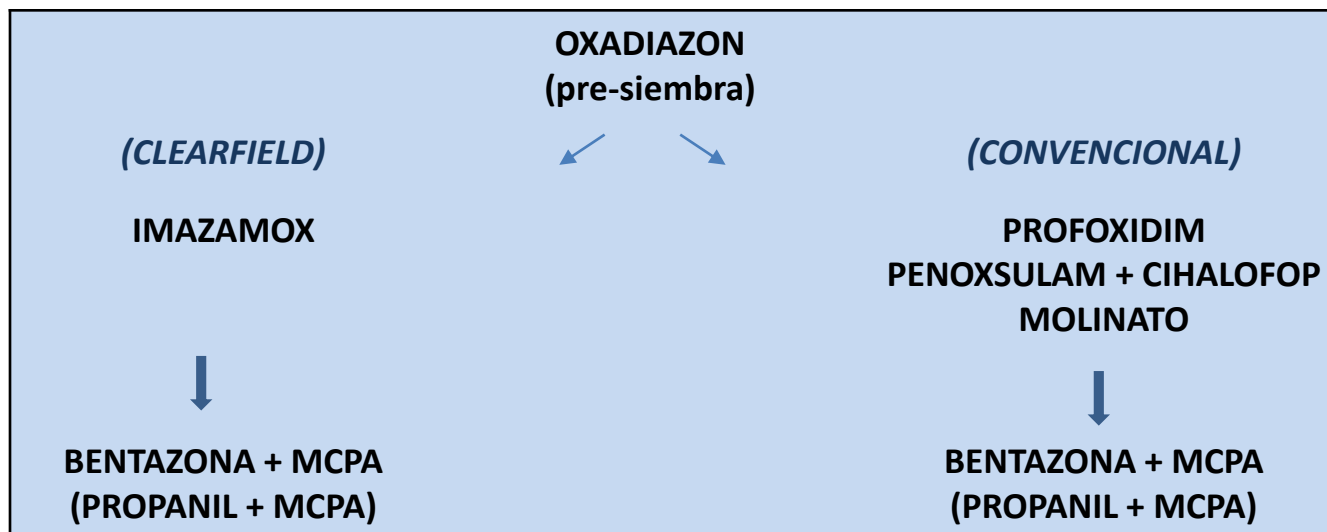 OXADIAZON
(pre-siembra)
(CLEARFIELD)
(CONVENCIONAL)
IMAZAMOX
PROFOXIDIM
PENOXSULAM + CIHALOFOP
MOLINATO
BENTAZONA + MCPA
(PROPANIL + MCPA)
BENTAZONA + MCPA
(PROPANIL + MCPA)